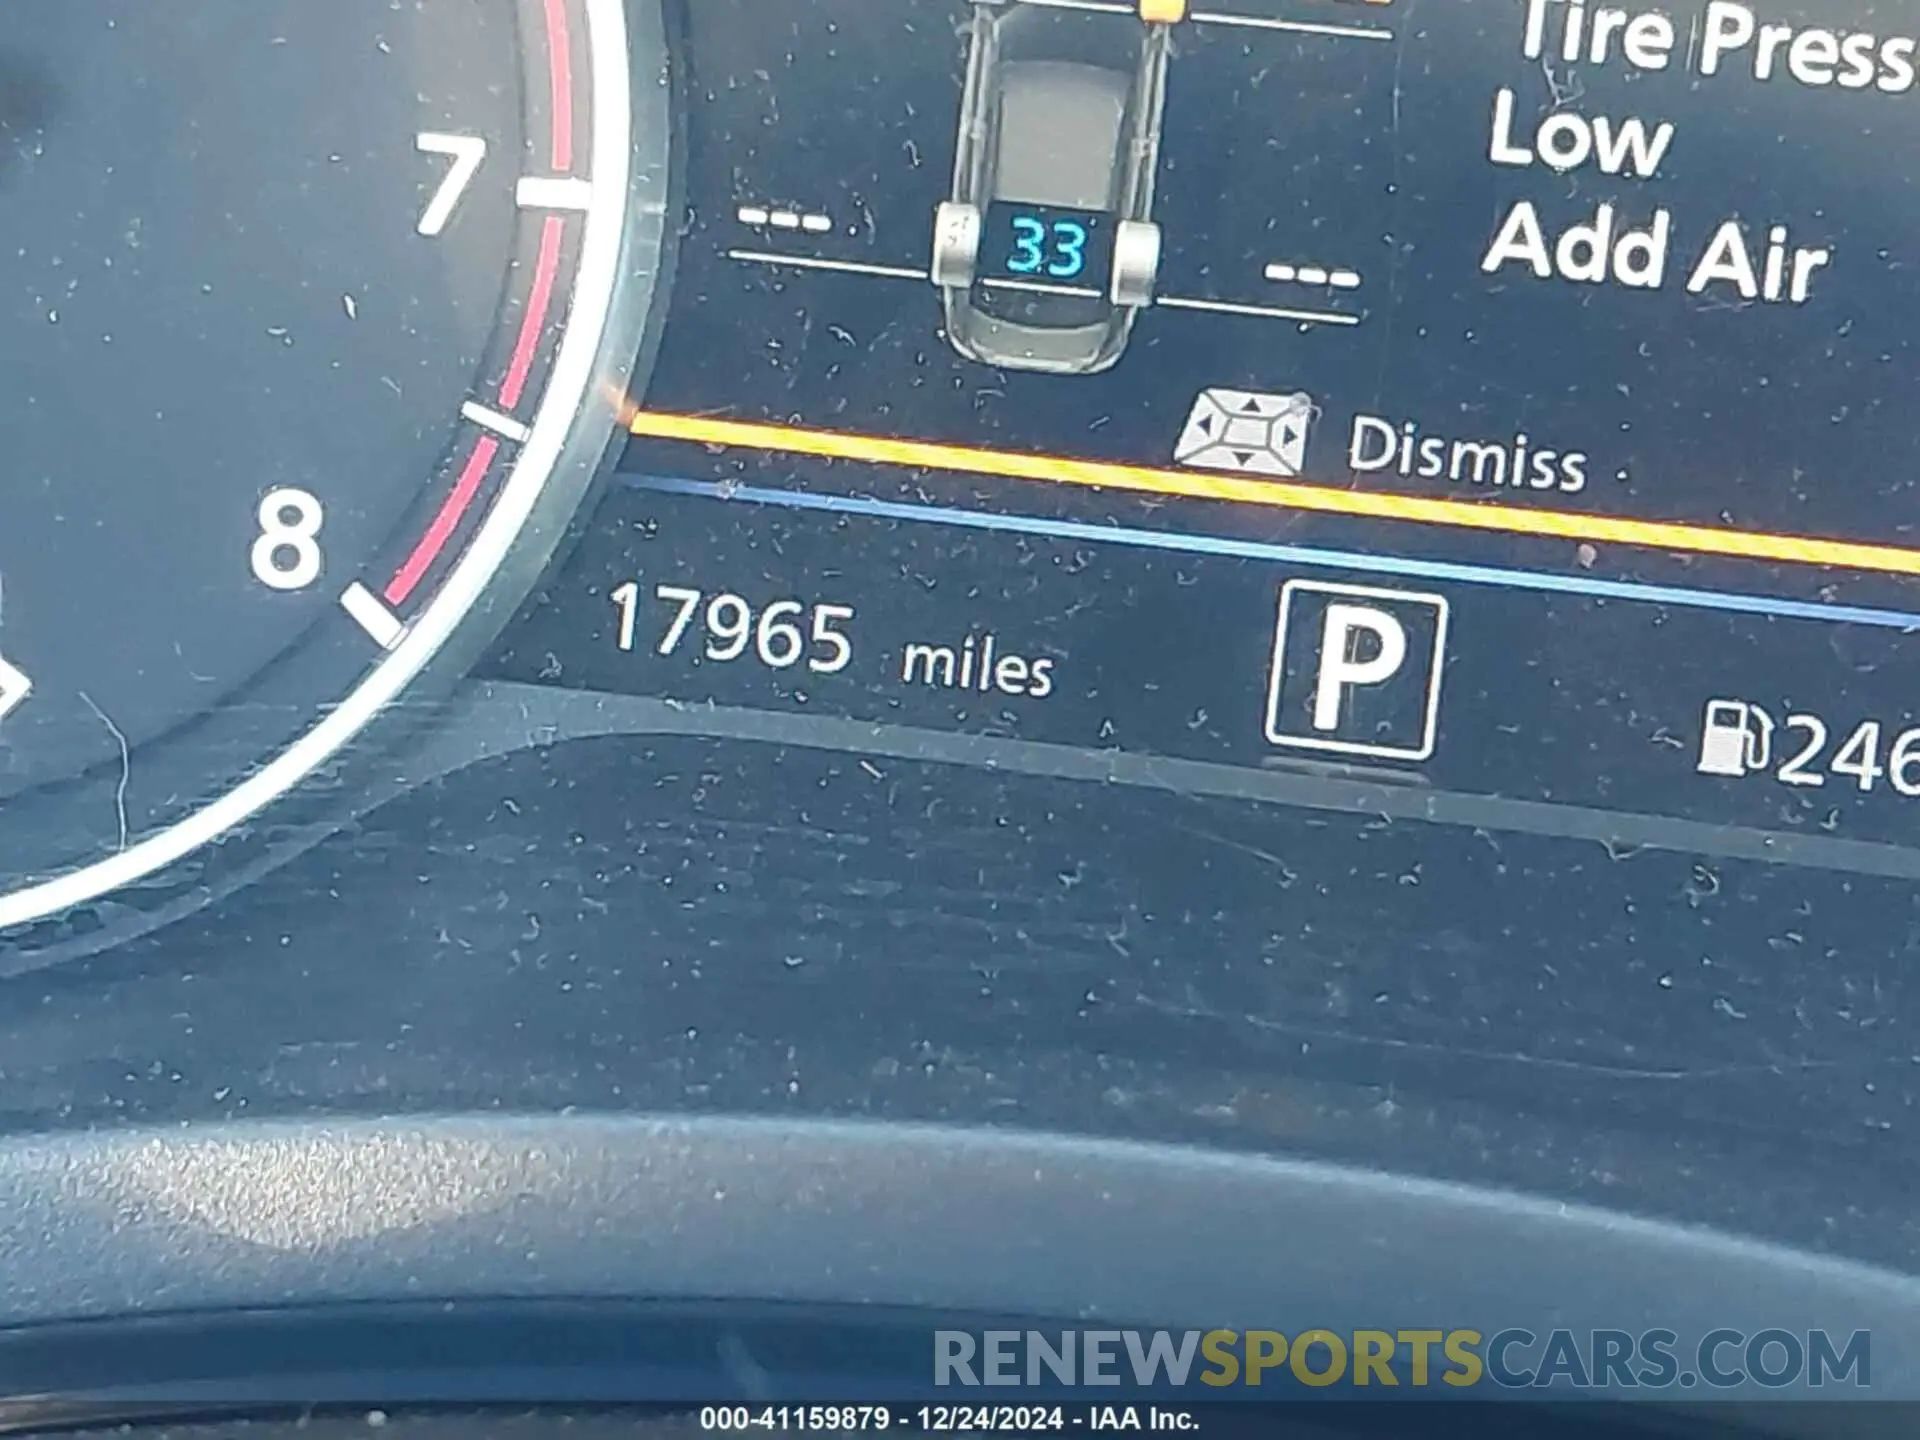 Tire Press
Low
Add Air
7
---
33
---
Dismiss
8
17965 miles
P
246
RENEWSPORTSCARS.COM
000-41159879 - 12/24/2024 - IAA Inc.